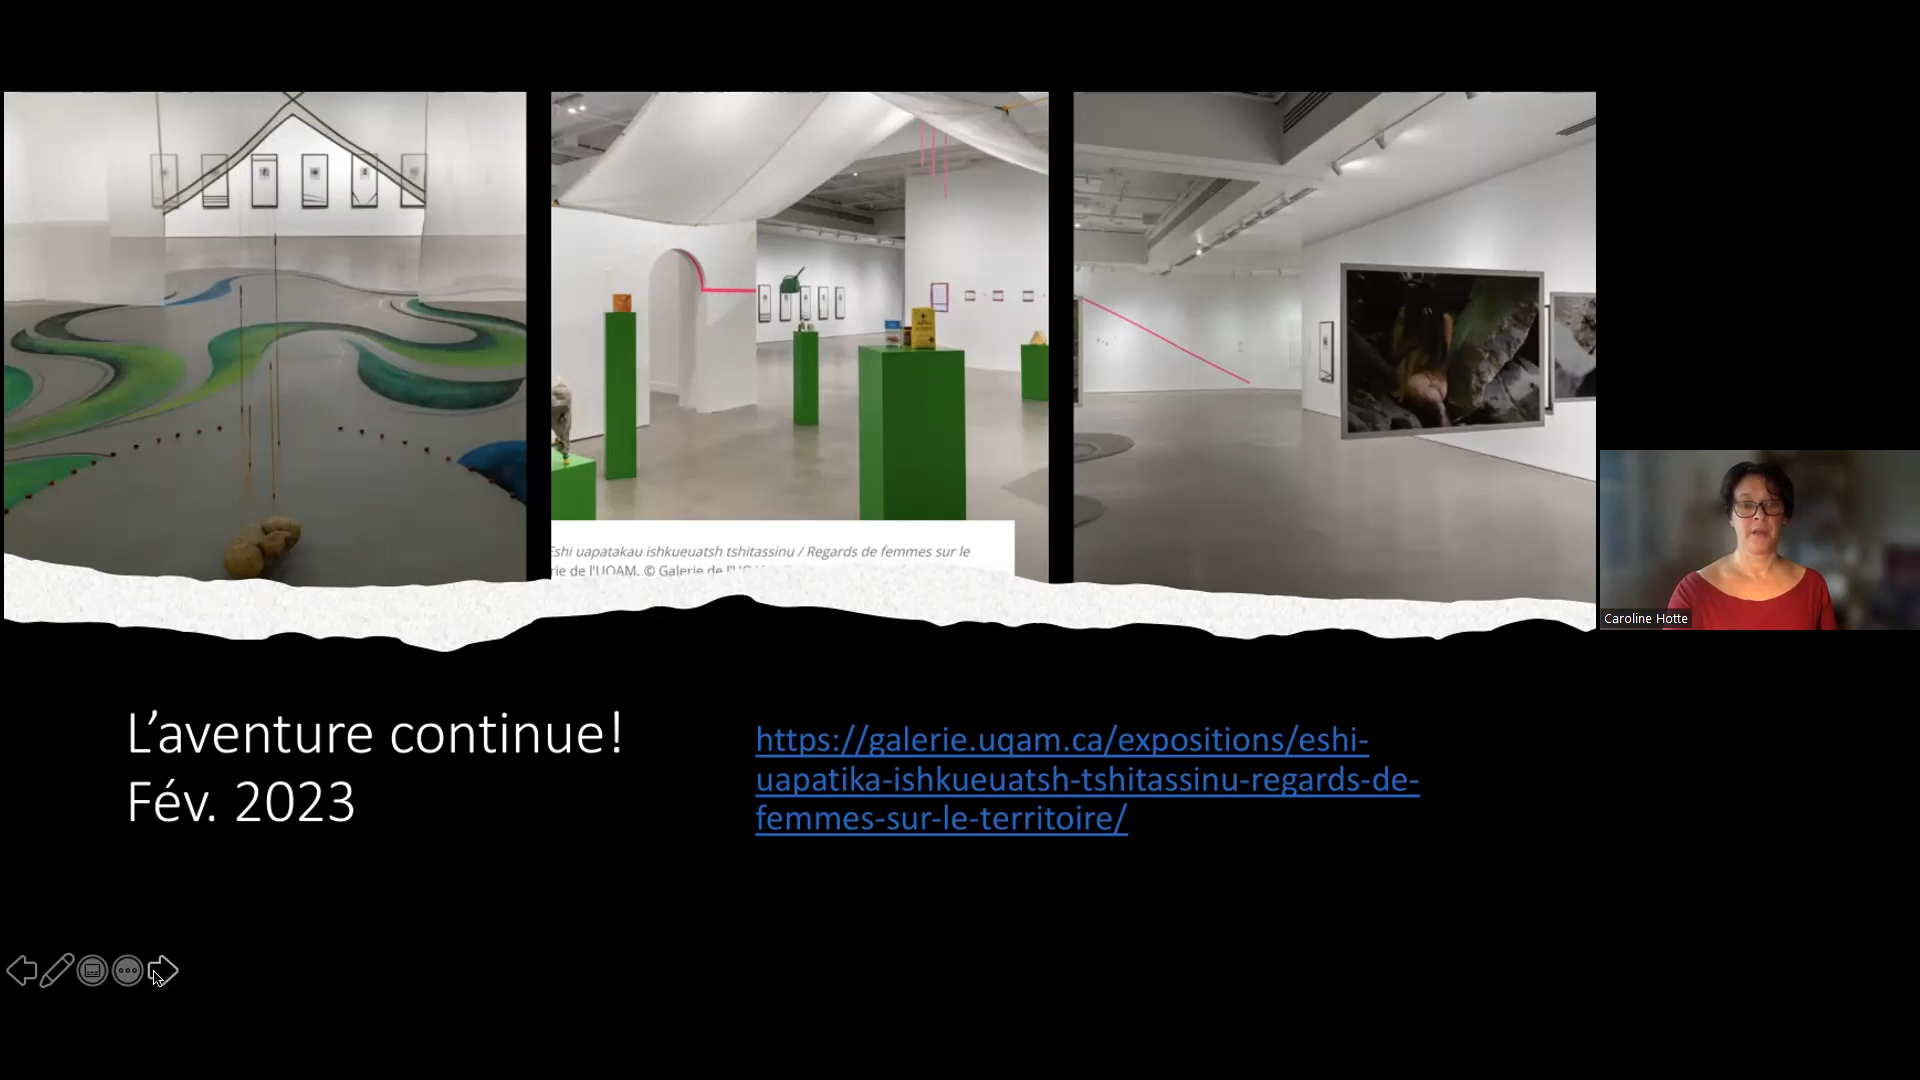 Eshi uapatakau ishkueuatsh tshitassinu / Regards de femmes sur le
rie de l'UQAM. © Galerie de
L’aventure continue!
Fév. 2023
https://galerie.uqam.ca/expositions/eshi-
uapatika-ishkueuatsh-tshitassinu-regards-de-
femmes-sur-le-territoire/
Caroline Hotte